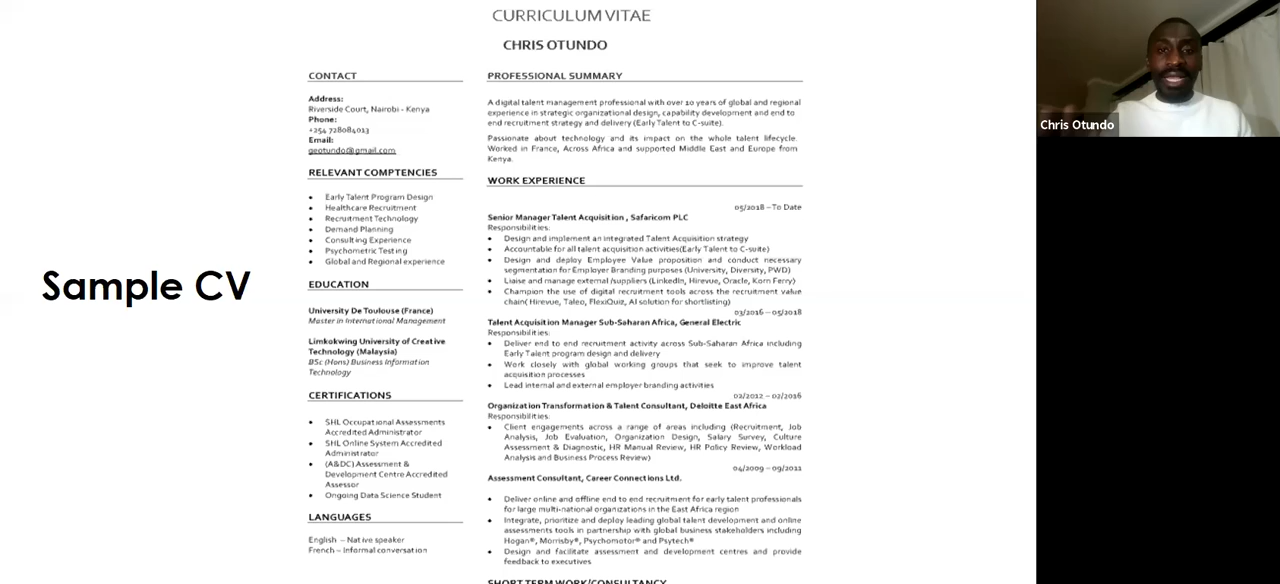 CURRICULUM VITAE
CHRIS OTUNDO
Sample CV
CONTACT
Address:
Riverside Court, Nairobi - Kenya
Phone:
+254 728084013
Email:
geotundo@gmail.com
RELEVANT COMPTENCIES
• Early Talent Program Design
• Healthcare Recruitment
• Recruitment Technology
• Demand Planning
• Consulting Experience
• Psychometric Testing
• Global and Regional experience
EDUCATION
University De Toulouse (France)
Master in International Management
Limkokwing University of Creative
Technology (Malaysia)
BSc (Hons) Business Information
Technology
CERTIFICATIONS
• SHL Occupational Assessments
Accredited Administrator
• SHL Online System Accredited
Administrator
• (A&DC) Assessment &
Development Centre Accredited
Assessor
• Ongoing Data Science Student
LANGUAGES
English – Native speaker
French – Informal conversation
PROFESSIONAL SUMMARY
A digital talent management professional with over 10 years of global and regional
experience in strategic organizational design, capability development and end to
end recruitment strategy and delivery (Early Talent to C-suite).
Passionate about technology and its impact on the whole talent lifecycle.
Worked in France, Across Africa and supported Middle East and Europe from
Kenya.
WORK EXPERIENCE
05/2018 –To Date
Senior Manager Talent Acquisition , Safaricom PLC
Responsibilities:
• Design and implement an integrated Talent Acquisition strategy
• Accountable for all talent acquisition activities(Early Talent to C-suite)
• Design and deploy Employee Value proposition and conduct necessary
segmentation for Employer Branding purposes (University, Diversity, PWD)
• Liaise and manage external /suppliers (LinkedIn, Hirevue, Oracle, Korn Ferry)
• Champion the use of digital recruitment tools across the recruitment value
chain( Hirevue, Taleo, FlexiQuiz, AI solution for shortlisting)
03/2016 – 05/2018
Talent Acquisition Manager Sub-Saharan Africa, General Electric
Responsibilities:
• Deliver end to end recruitment activity across Sub-Saharan Africa including
Early Talent program design and delivery
• Work closely with global working groups that seek to improve talent
acquisition processes
• Lead internal and external employer branding activities
02/2012 – 02/2016
Organization Transformation & Talent Consultant, Deloitte East Africa
Responsibilities:
• Client engagements across a range of areas including (Recruitment, Job
Analysis, Job Evaluation, Organization Design, Salary Survey, Culture
Assessment & Diagnostic, HR Manual Review, HR Policy Review, Workload
Analysis and Business Process Review)
04/2009 – 09/2011
Assessment Consultant, Career Connections Ltd.
• Deliver online and offline end to end recruitment for early talent professionals
for large multi-national organizations in the East Africa region
• Integrate, prioritize and deploy leading global talent development and online
assessments tools in partnership with global business stakeholders including
Hogan®, Morrisby®, Psychomotor® and Psytech®
• Design and facilitate assessment and development centres and provide
feedback to executives
SHORT TERM WORK/CONSULTANCY
Chris Otundo